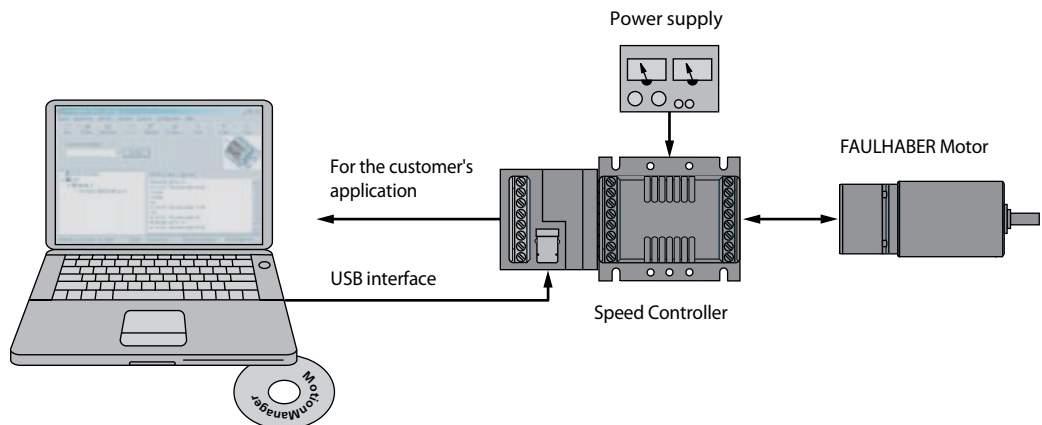 Power supply
FAULHABER Motor
For the customer's
application
USB interface
Speed Controller
MotionManager